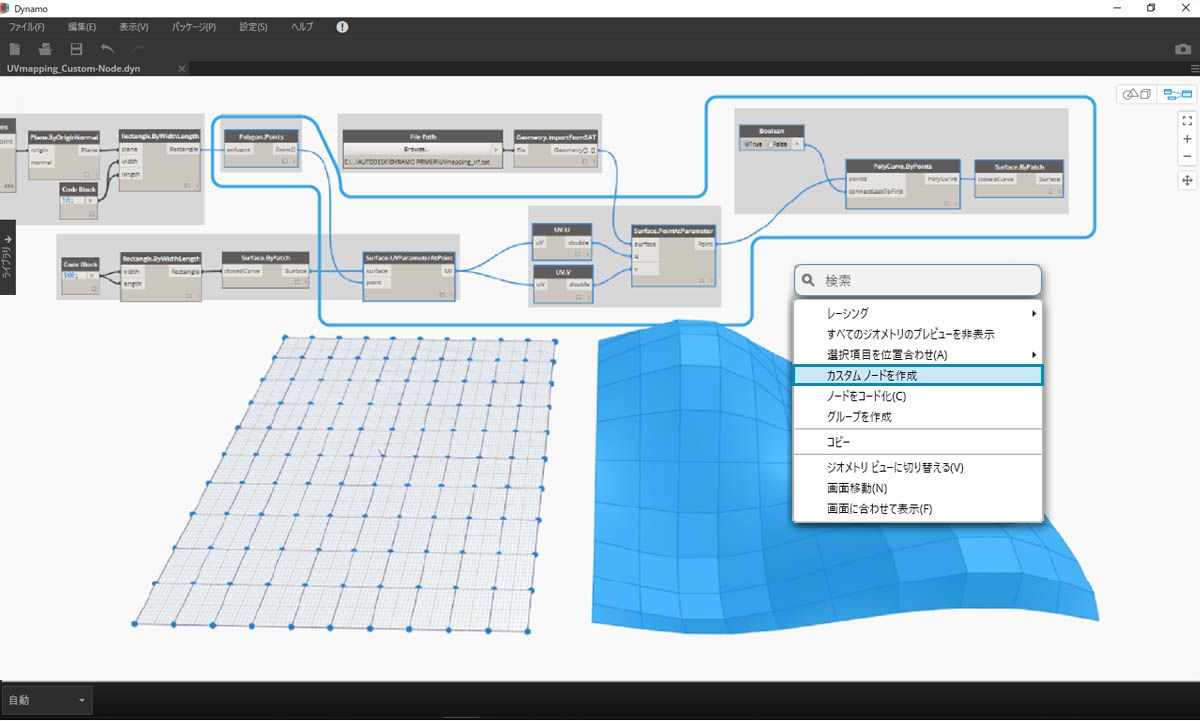 Dynamo
ファイル(F) 編集(E) 表示(V) パッケージ(P) 設定(S) ヘルプ
UVmapping_Custom-Node.dyn
Plane.ByOriginNormal
origin Plane
normal
Rectangle.ByWidthLength
plane Rectangle
width
length
Code Block
10; >
Polygon.Points
Point[]
File Path
Browse... >
C:\...\AUTODESK\DYNAMO PRIMER\UVmapping_srf.sat
Geometry.ImportFromSAT
file Geometry[]
Boolean
True False >
PolyCurve.ByPoints
points PolyCurve
connectLastToFirst
Surface.ByPatch
closedCurve Surface
Code Block
100; >
Rectangle.ByWidthLength
width Rectangle
length
Surface.ByPatch
closedCurve Surface
Surface.UVParameterAtPoint
surface UV
point
UV.U
uV double
UV.V
uV double
Surface.PointAtParameter
surface Point
u
v
ライブラリ
検索
レーシング
すべてのジオメトリのプレビューを非表示
選択項目を位置合わせ(A)
カスタム ノードを作成
ノードをコード化(C)
グループを作成
コピー
ジオメトリ ビューに切り替える(V)
画面移動(N)
画面に合わせて表示(F)
自動